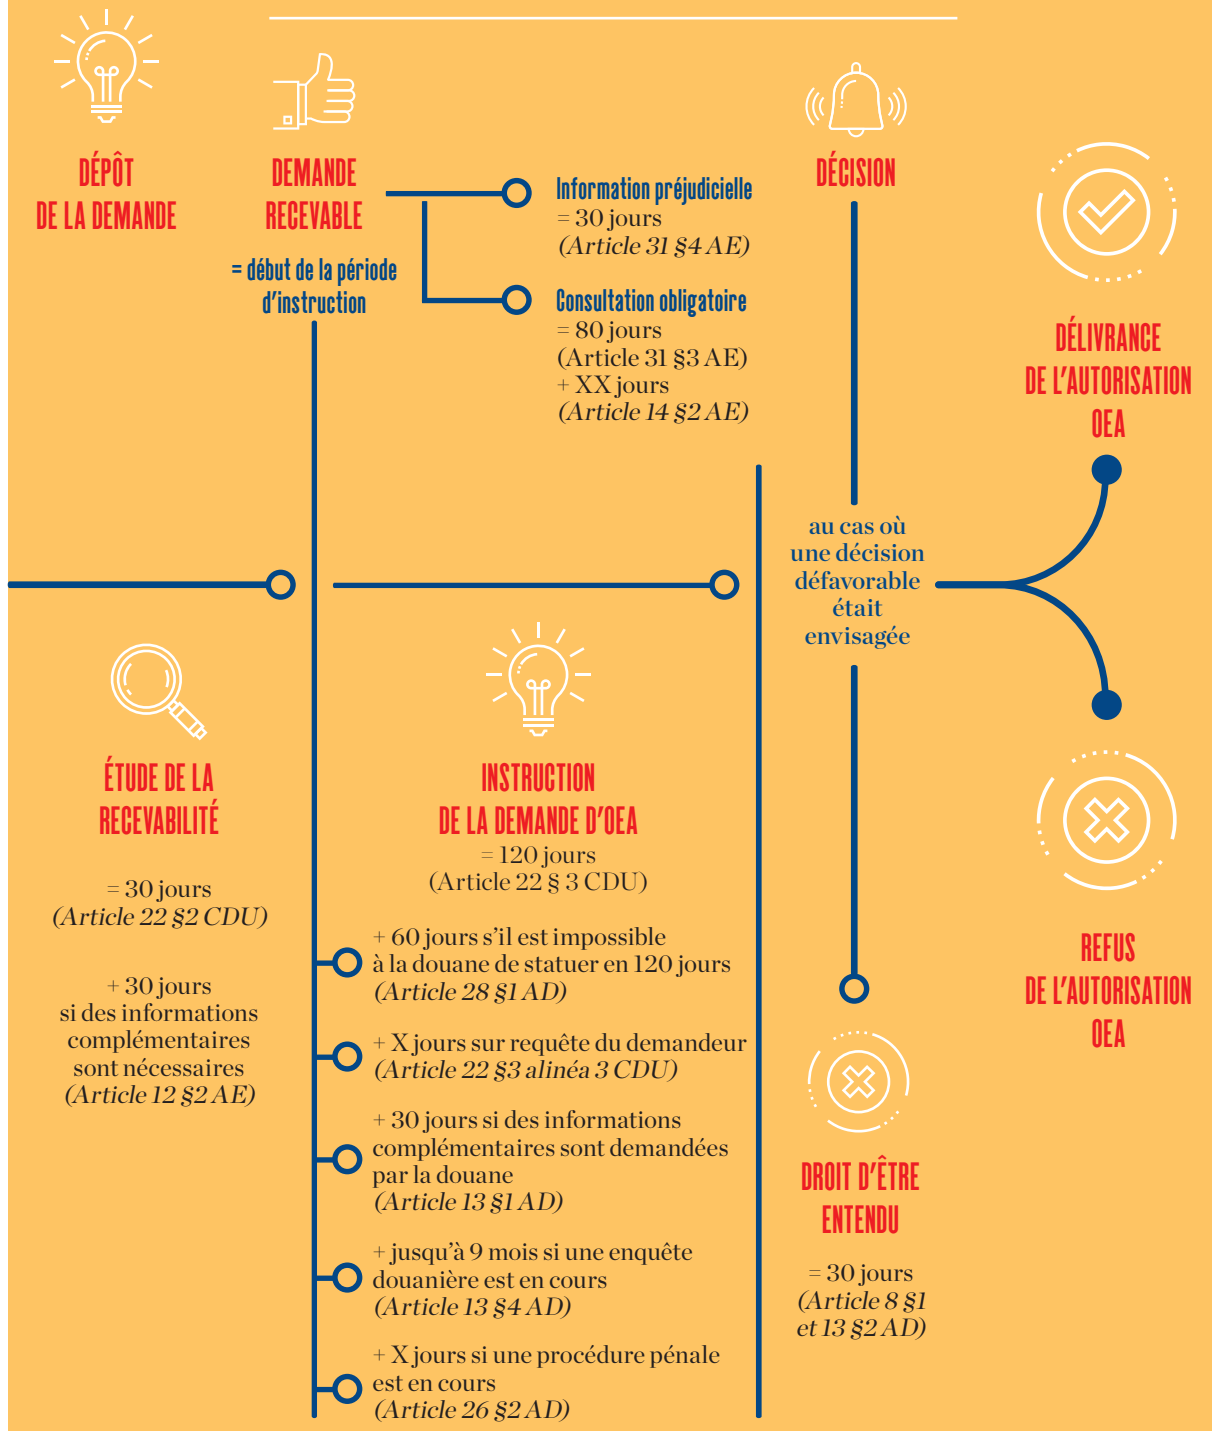 DÉPÔT
DE LA DEMANDE
DEMANDE
RECEVABLE
= début de la période
d'instruction
Information préjudicielle
= 30 jours
(Article 31 §4 AE)
Consultation obligatoire
= 80 jours
(Article 31 §3 AE)
+ XX jours
(Article 14 §2 AE)
DÉCISION
au cas où
une décision
défavorable
était
envisagée
DÉLIVRANCE
DE L'AUTORISATION
OEA
ÉTUDE DE LA
RECEVABILITÉ
= 30 jours
(Article 22 §2 CDU)
+ 30 jours
si des informations
complémentaires
sont nécessaires
(Article 12 §2 AE)
INSTRUCTION
DE LA DEMANDE D'OEA
= 120 jours
(Article 22 § 3 CDU)
+ 60 jours s'il est impossible
à la douane de statuer en 120 jours
(Article 28 §1 AD)
+ X jours sur requête du demandeur
(Article 22 §3 alinéa 3 CDU)
+ 30 jours si des informations
complémentaires sont demandées
par la douane
(Article 13 §1 AD)
+ jusqu'à 9 mois si une enquête
douanière est en cours
(Article 13 §4 AD)
+ X jours si une procédure pénale
est en cours
(Article 26 §2 AD)
DROIT D'ÊTRE
ENTENDU
= 30 jours
(Article 8 §1
et 13 §2 AD)
REFUS
DE L'AUTORISATION
OEA